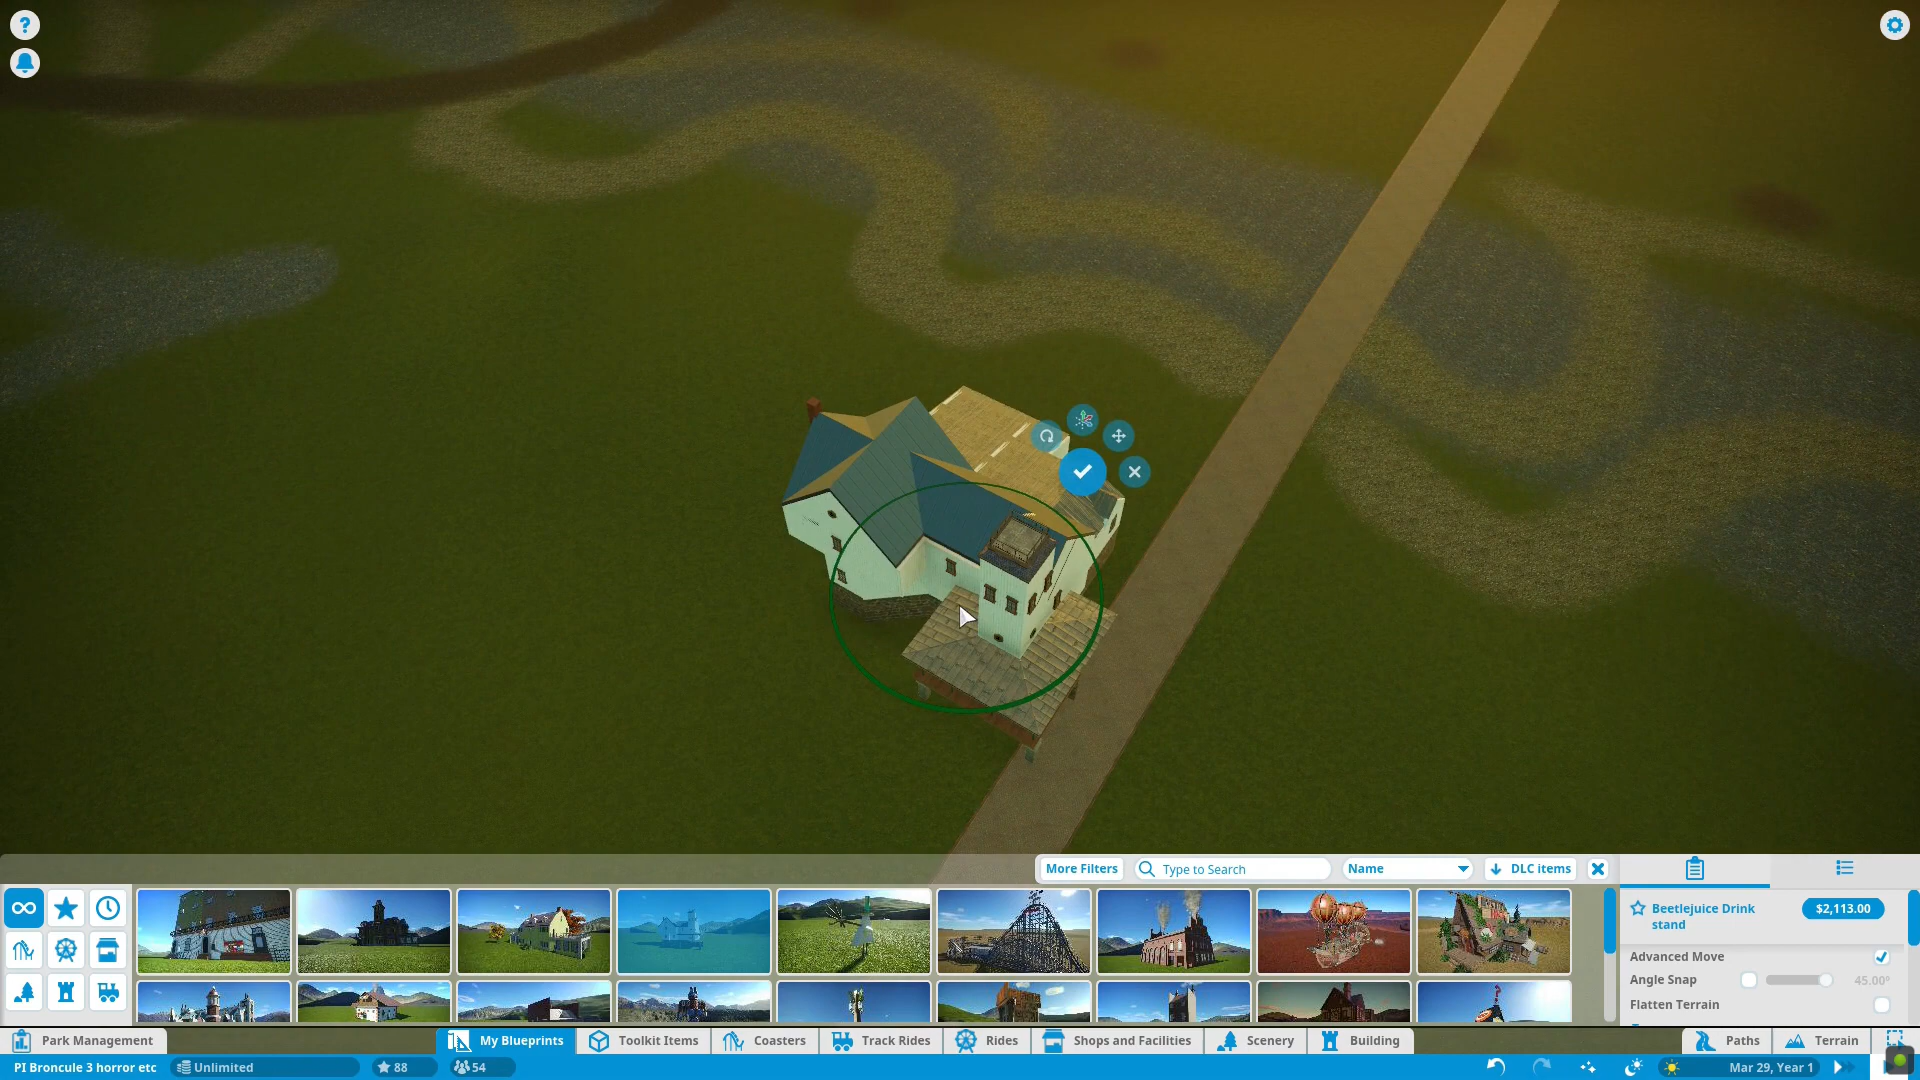 ?
More Filters
Type to Search
Name
DLC items
Beetlejuice Drink
stand
$2,113.00
Advanced Move
Angle Snap
45.00°
Flatten Terrain
Park Management
My Blueprints
Toolkit Items
Coasters
Track Rides
Rides
Shops and Facilities
Scenery
Building
Paths
Terrain
PI Broncule 3 horror etc
Unlimited
88
54
Mar 29, Year 1